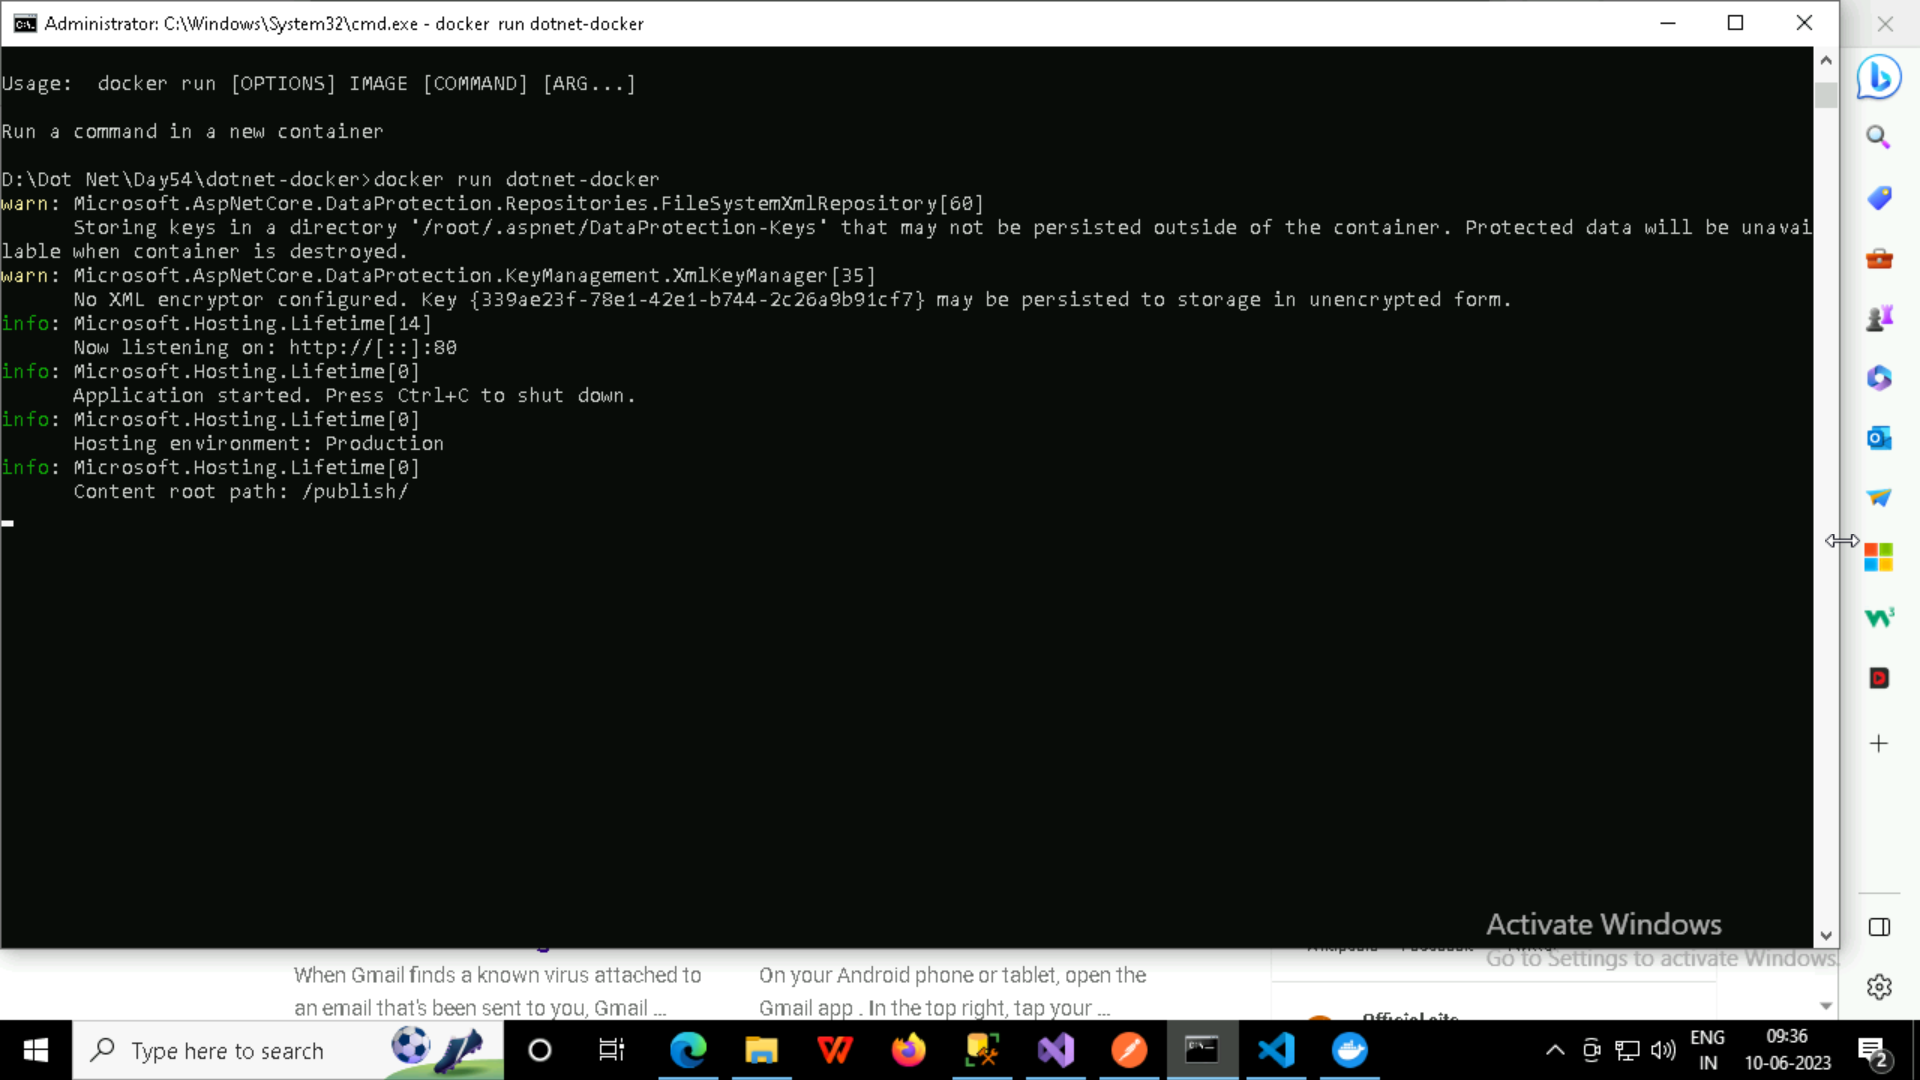 Administrator: C:\Windows\System32\cmd.exe - docker run dotnet-docker
Usage:  docker run [OPTIONS] IMAGE [COMMAND] [ARG...]
Run a command in a new container
D:\Dot Net\Day54\dotnet-docker>docker run dotnet-docker
warn: Microsoft.AspNetCore.DataProtection.Repositories.FileSystemXmlRepository[60]
Storing keys in a directory '/root/.aspnet/DataProtection-Keys' that may not be persisted outside of the container. Protected data will be unavai
lable when container is destroyed.
warn: Microsoft.AspNetCore.DataProtection.KeyManagement.XmlKeyManager[35]
No XML encryptor configured. Key {339ae23f-78e1-42e1-b744-2c26a9b91cf7} may be persisted to storage in unencrypted form.
info: Microsoft.Hosting.Lifetime[14]
Now listening on: http://[::]:80
info: Microsoft.Hosting.Lifetime[0]
Application started. Press Ctrl+C to shut down.
info: Microsoft.Hosting.Lifetime[0]
Hosting environment: Production
info: Microsoft.Hosting.Lifetime[0]
Content root path: /publish/
Activate Windows
Go to Settings to activate Windows.
When Gmail finds a known virus attached to
an email that's been sent to you, Gmail ...
On your Android phone or tablet, open the
Gmail app . In the top right, tap your ...
Type here to search
ENG
IN
09:36
10-06-2023
2